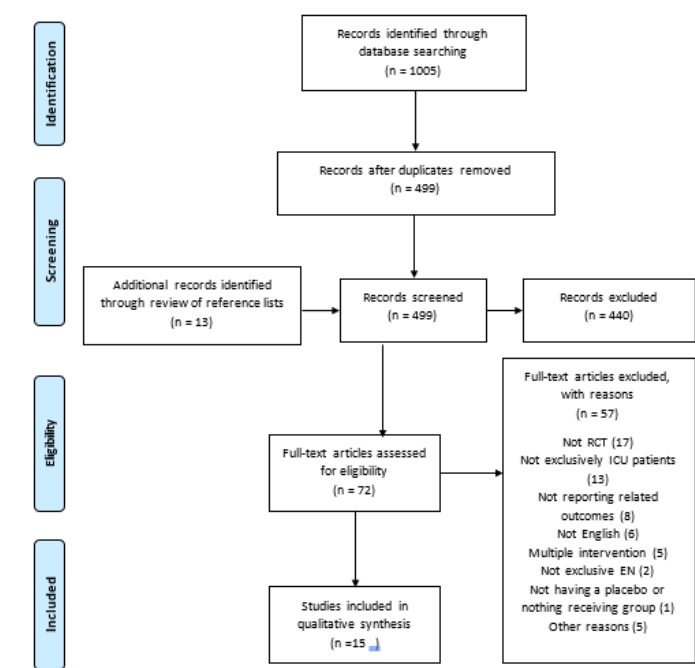 Identification
Records identified through
database searching
(n = 1005)
Records after duplicates removed
(n = 499)
Screening
Additional records identified
through review of reference lists
(n = 13)
Records screened
(n = 499)
Records excluded
(n = 440)
Eligibility
Full-text articles assessed
for eligibility
(n = 72)
Full-text articles excluded,
with reasons
(n = 57)
Not RCT (17)
Not exclusively ICU patients
(13)
Not reporting related
outcomes (8)
Not English (6)
Multiple intervention (5)
Not exclusive EN (2)
Not having a placebo or
nothing receiving group (1)
Other reasons (5)
Included
Studies included in
qualitative synthesis
(n =15 )